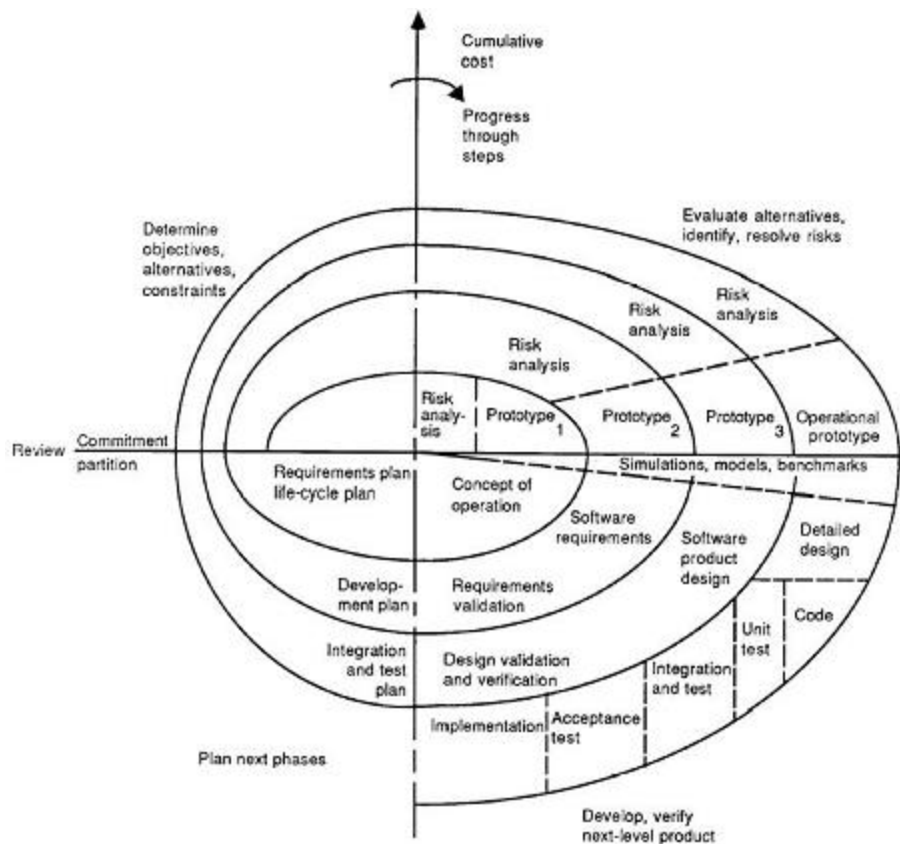 Cumulative
cost
Progress
through
steps
Determine
objectives,
alternatives,
constraints
Evaluate alternatives,
identify, resolve risks
Risk
analysis
Risk
analysis
Risk
analysis
Risk
analy-
sis
Prototype
1
Prototype
2
Prototype
3
Operational
prototype
Review
Commitment
partition
Simulations, models, benchmarks
Requirements plan
life-cycle plan
Concept of
operation
Software
requirements
Software
product
design
Detailed
design
Develop-
ment plan
Requirements
validation
Code
Unit
test
Integration
and test
plan
Design validation
and verification
Integration
and test
Implementation
Acceptance
test
Plan next phases
Develop, verify
next-level product